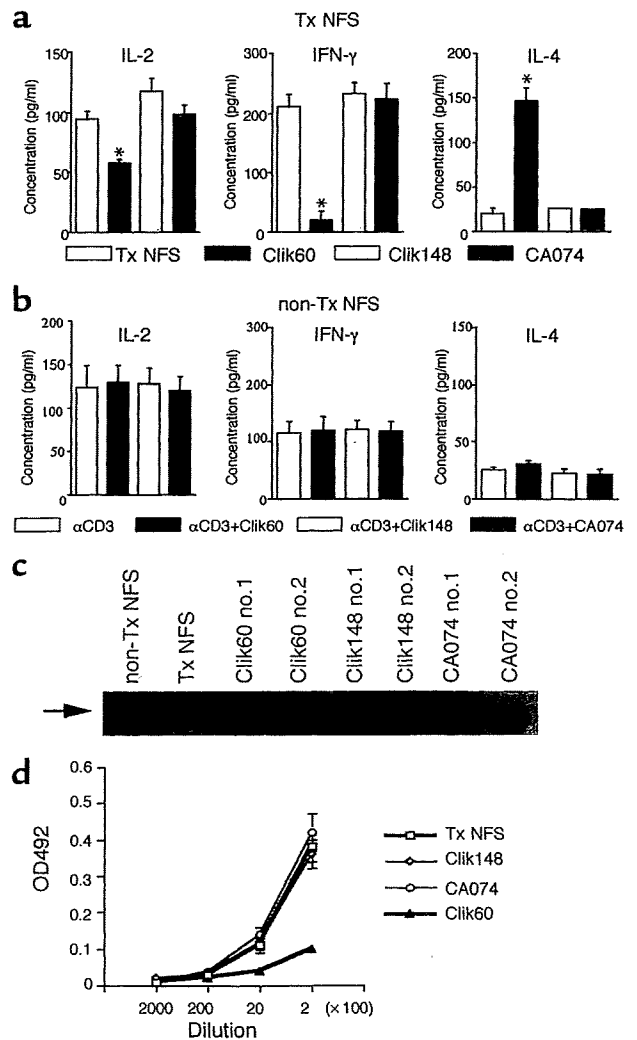 a
Tx NFS
IL-2
IFN-γ
IL-4
Concentration (pg/ml)
150
100
50
0
Concentration (pg/ml)
300
200
100
0
Concentration (pg/ml)
200
150
100
50
0
Tx NFS Clik60 Clik148 CA074
b
non-Tx NFS
IL-2
IFN-γ
IL-4
Concentration (pg/ml)
200
150
100
50
0
Concentration (pg/ml)
300
200
100
0
Concentration (pg/ml)
150
100
50
0
αCD3 αCD3+Clik60 αCD3+Clik148 αCD3+CA074
c
non-Tx NFS
Tx NFS
Clik60 no.1
Clik60 no.2
Clik148 no.1
Clik148 no.2
CA074 no.1
CA074 no.2
d
OD492
0.6
0.5
0.4
0.3
0.2
0.1
0
2000 200 20 2 (×100)
Dilution
Tx NFS
Clik148
CA074
Clik60